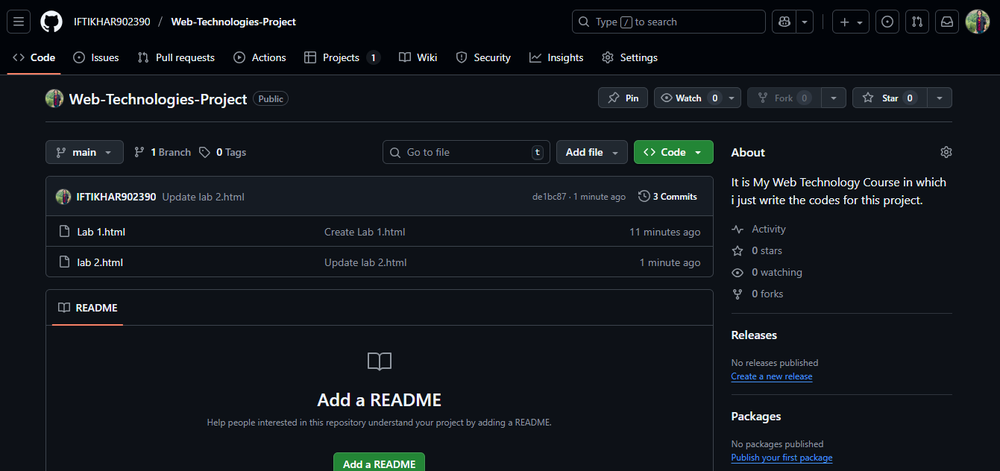 IFTIKHAR902390 / Web-Technologies-Project
Type / to search
Code Issues Pull requests Actions Projects 1 Wiki Security Insights Settings
Web-Technologies-Project Public
Pin Watch 0 Fork 0 Star 0
main 1 Branch 0 Tags Go to file t Add file Code
IFTIKHAR902390 Update lab 2.html de1bc87 · 1 minute ago 3 Commits
Lab 1.html Create Lab 1.html 11 minutes ago
lab 2.html Update lab 2.html 1 minute ago
README
Add a README
Help people interested in this repository understand your project by adding a README.
Add a README
About
It is My Web Technology Course in which
i just write the codes for this project.
Activity
0 stars
0 watching
0 forks
Releases
No releases published
Create a new release
Packages
No packages published
Publish your first package